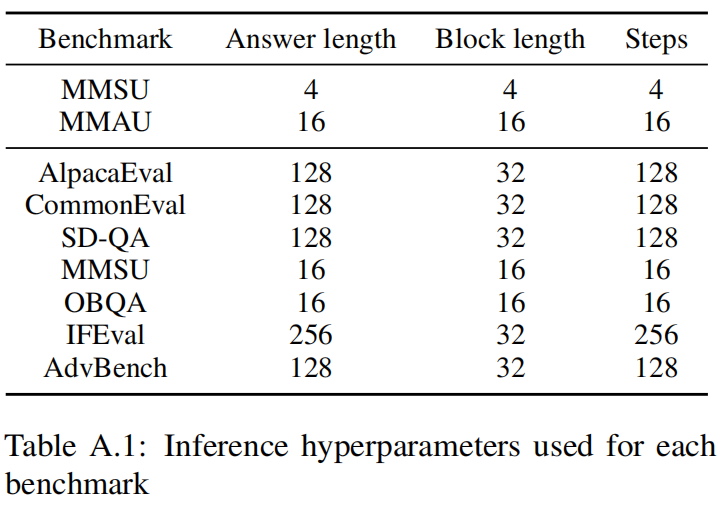 Benchmark Answer length Block length Steps
MMSU 4 4 4
MMAU 16 16 16
AlpacaEval 128 32 128
CommonEval 128 32 128
SD-QA 128 32 128
MMSU 16 16 16
OBQA 16 16 16
IFEval 256 32 256
AdvBench 128 32 128
Table A.1: Inference hyperparameters used for each
benchmark